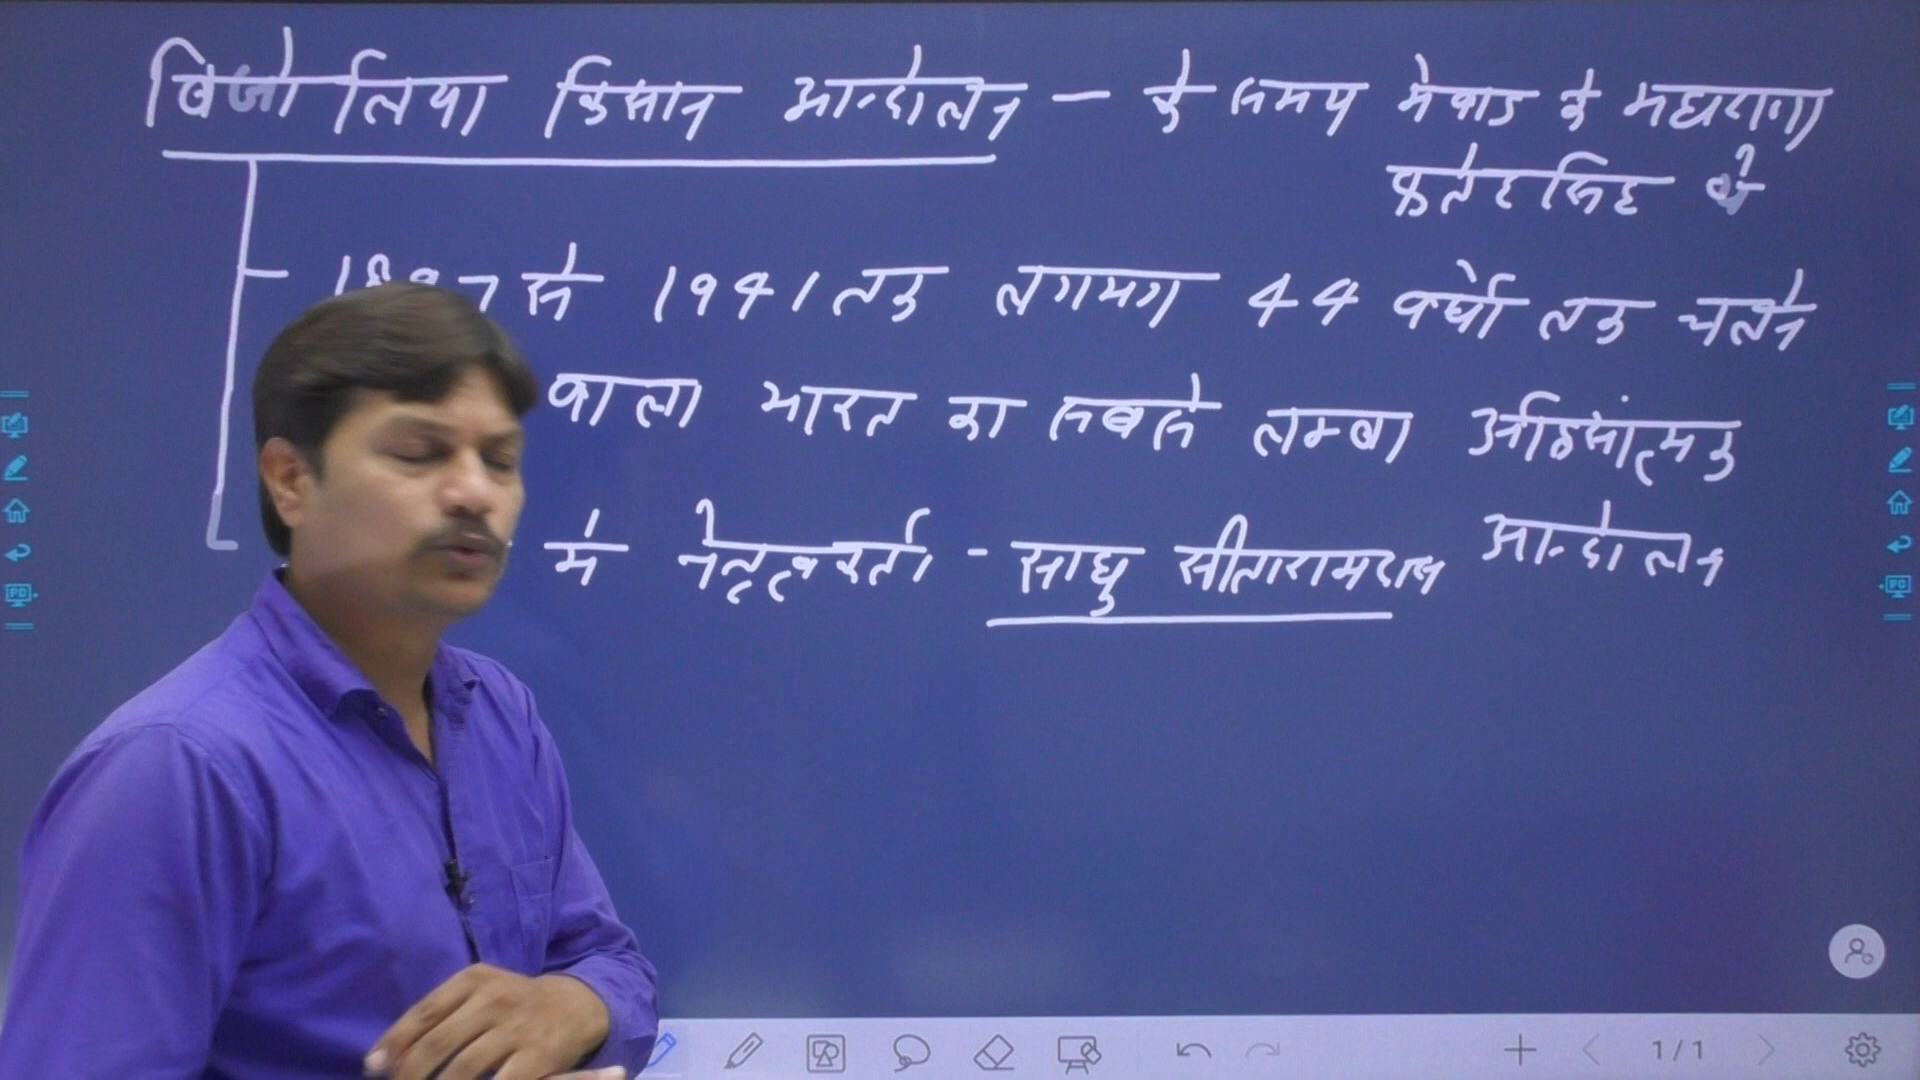 बिजोलिया किसान आन्दोलन - के समय मेवाड के महाराणा
फतेहसिंह थे
1897 से 1941 तक लगभग 44 वर्षो तक चलने
वाला भारत का सबसे लम्बा अहिंसात्मक
आन्दोलन
में नेतृत्वकर्ता - साधु सीतारामदास
1/1